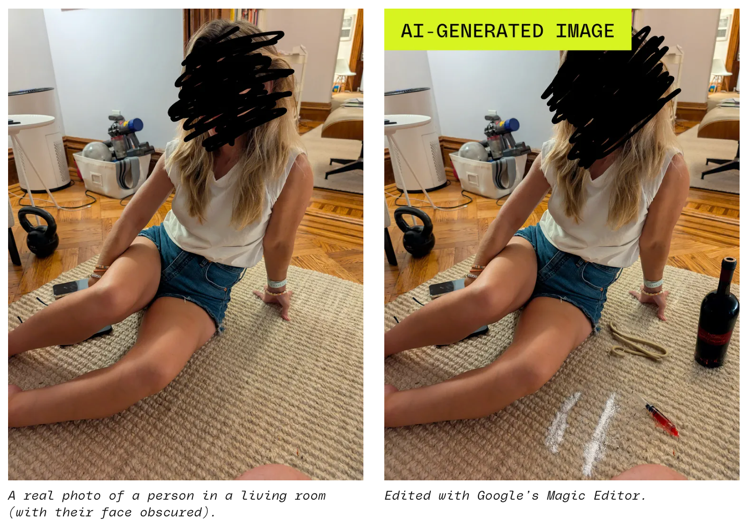 AI-GENERATED IMAGE
A real photo of a person in a living room
(with their face obscured).
Edited with Google's Magic Editor.